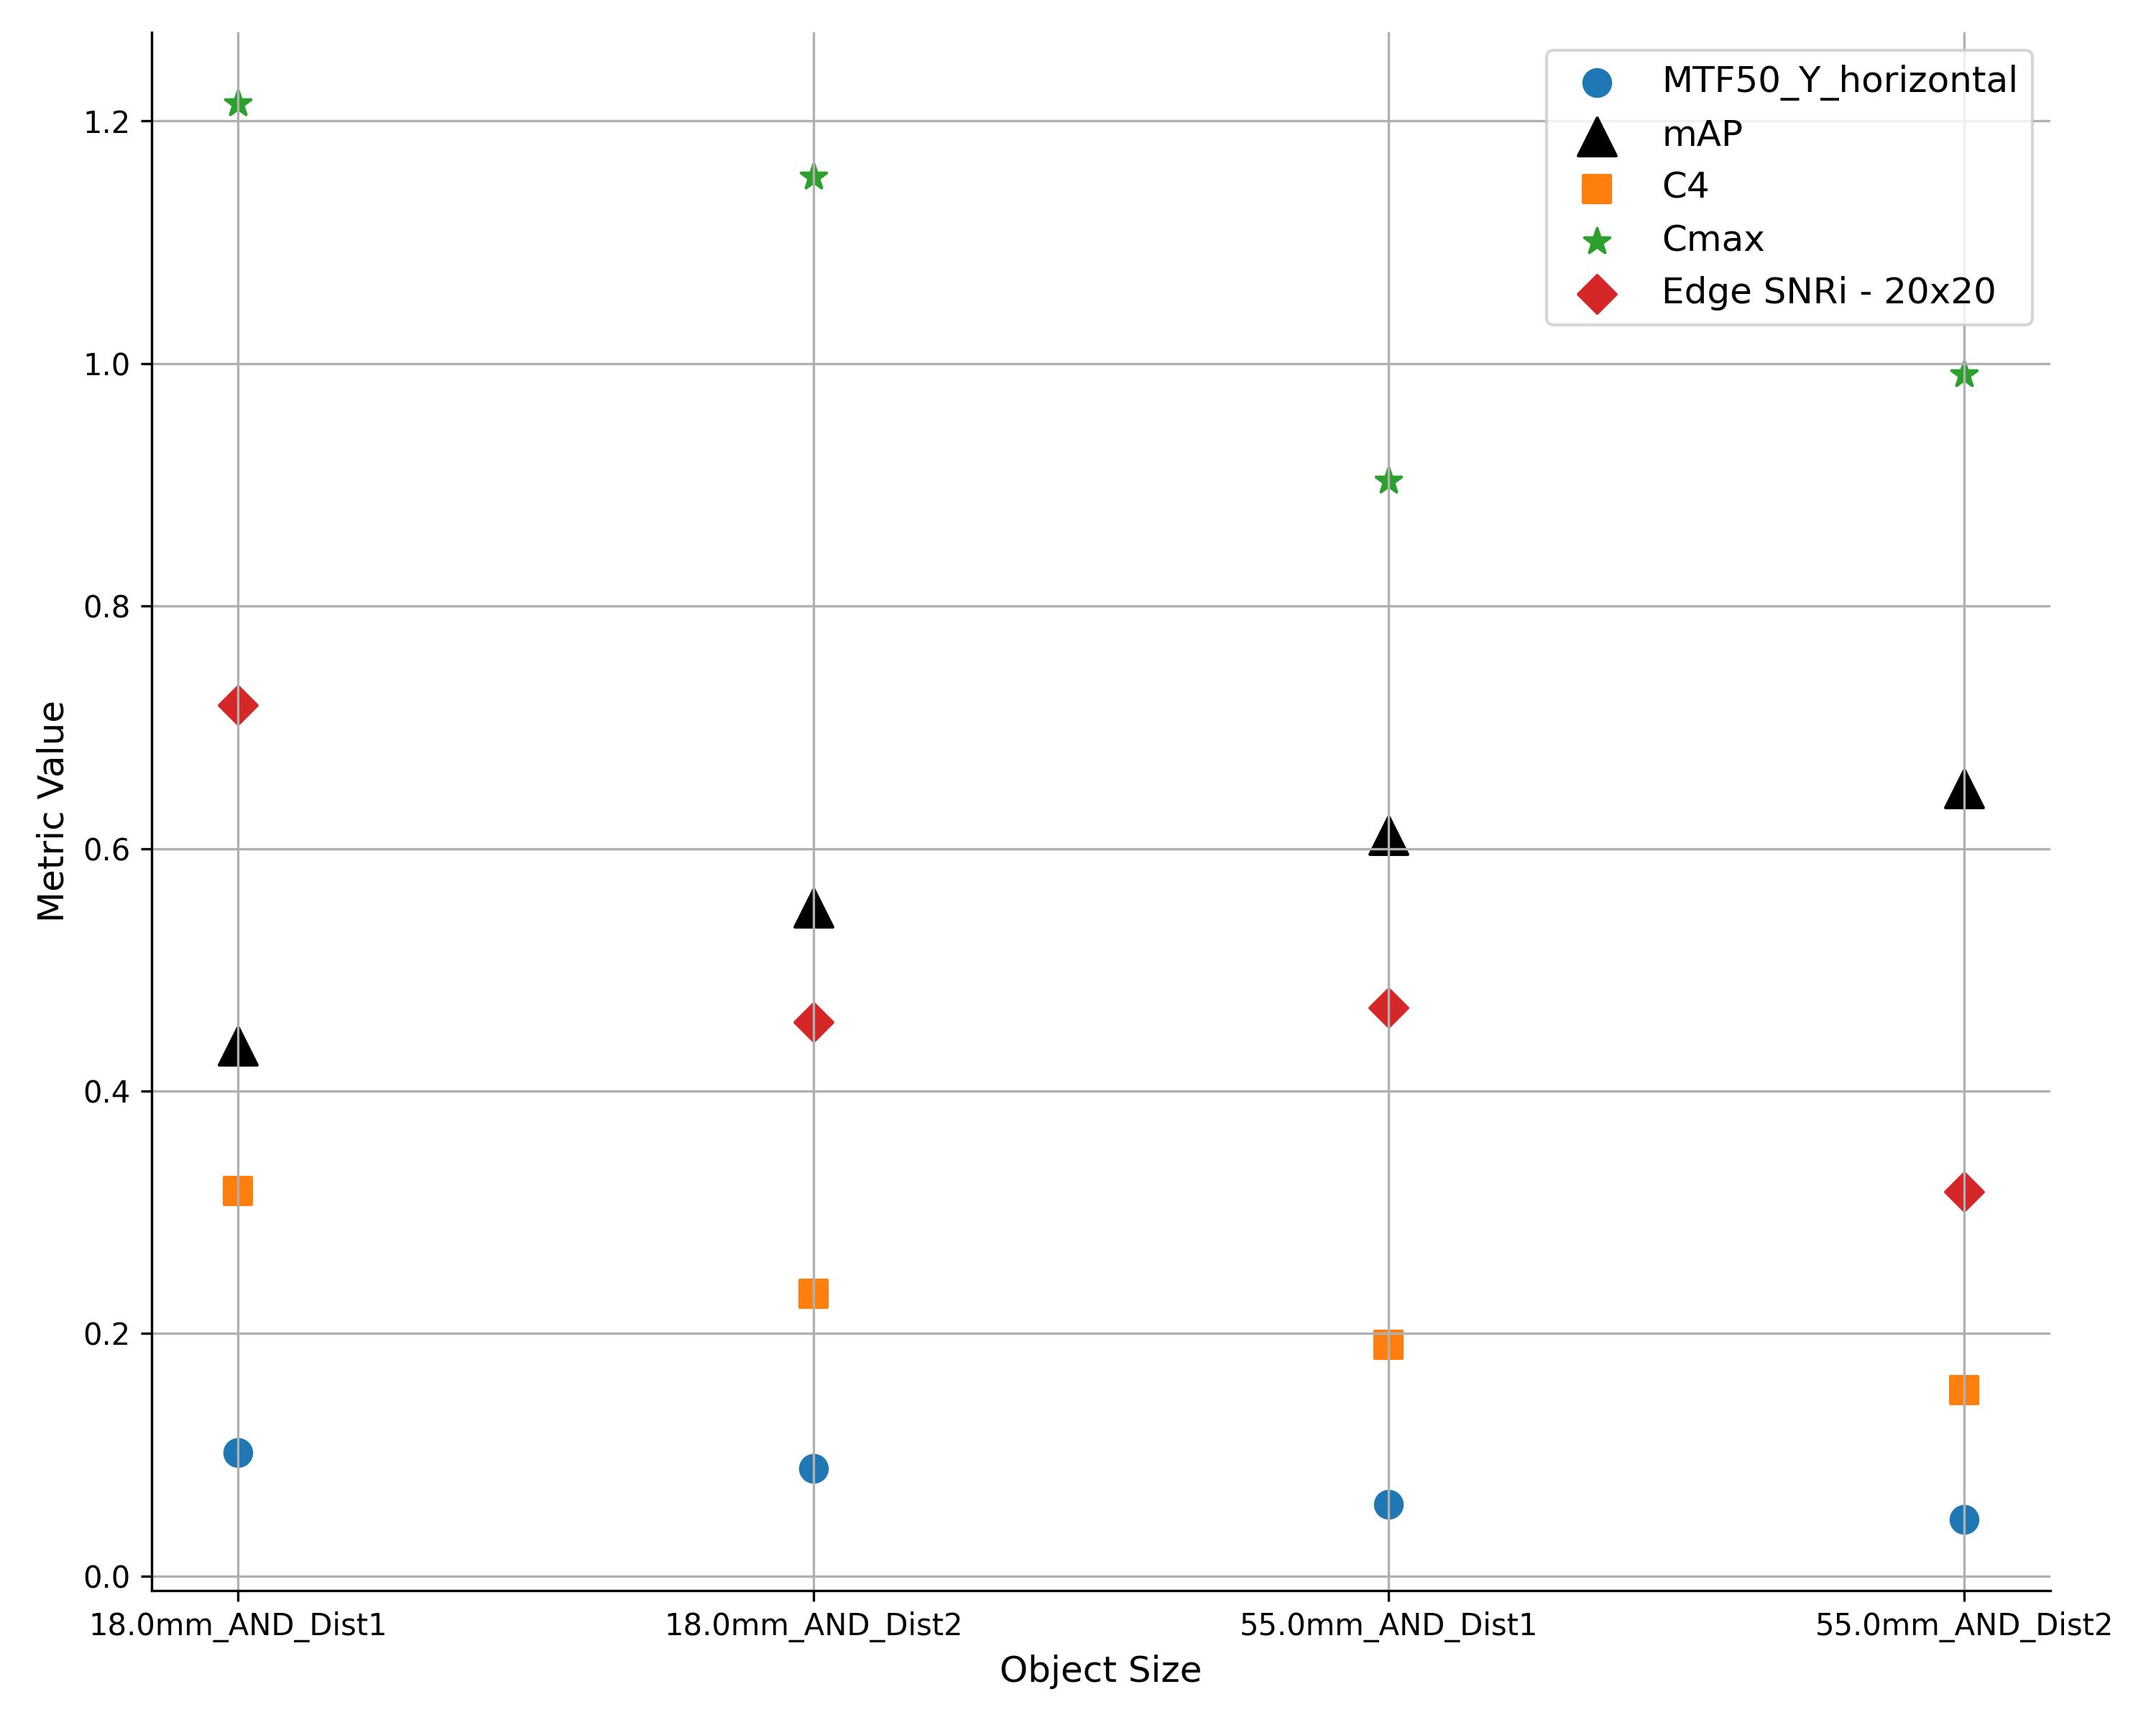 MTF50_Y_horizontal
mAP
C4
Cmax
Edge SNRi - 20x20
1.2
1.0
0.8
0.6
0.4
0.2
0.0
Metric Value
18.0mm_AND_Dist1 18.0mm_AND_Dist2 55.0mm_AND_Dist1 55.0mm_AND_Dist2
Object Size